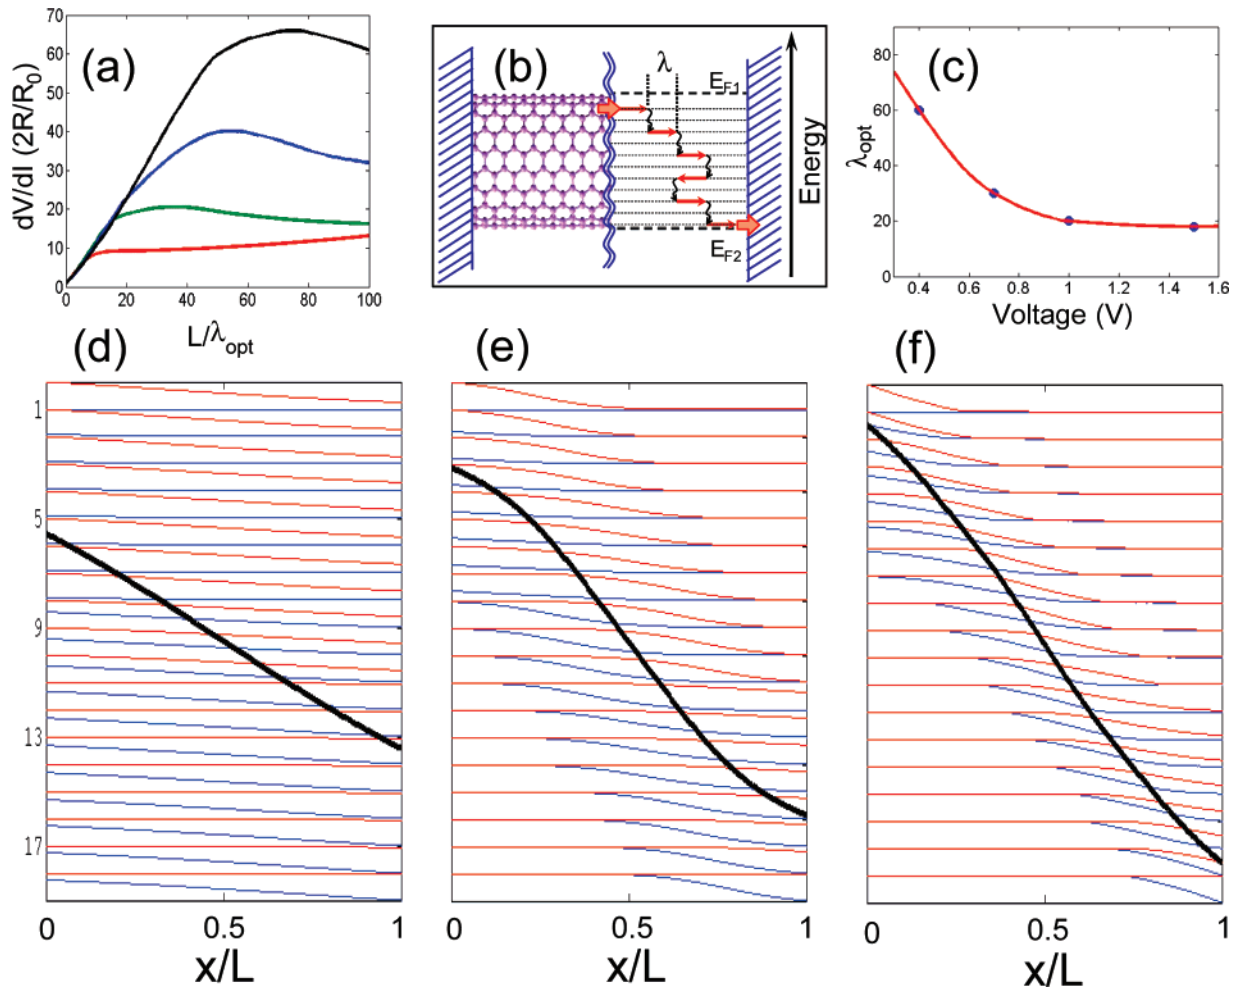 (a)
dV/dI (2R/R₀)
70
60
50
40
30
20
10
0
0 20 40 60 80 100
L/λopt
(b)
λ
EF1
EF2
Energy
(c)
λopt
80
60
40
20
0
0.4 0.6 0.8 1 1.2 1.4 1.6
Voltage (V)
(d)
1
5
9
13
17
0 0.5 1
x/L
(e)
0 0.5 1
x/L
(f)
0 0.5 1
x/L